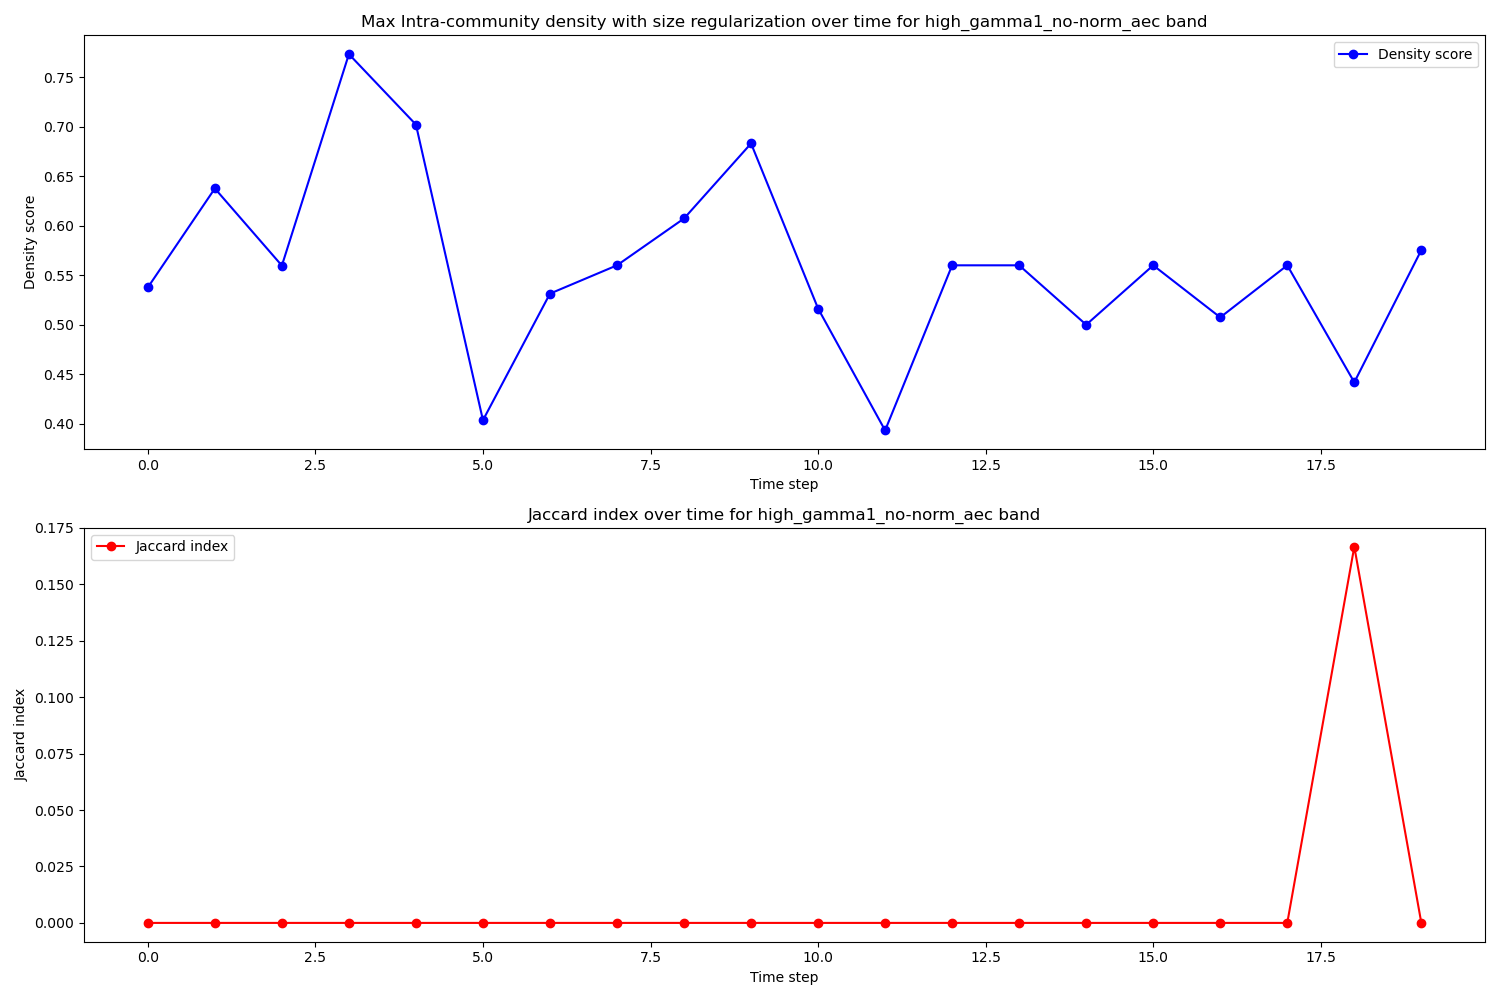 Max Intra-community density with size regularization over time for high_gamma1_no-norm_aec band
Density score
0.75
0.70
0.65
0.60
0.55
0.50
0.45
0.40
Density score
0.0 2.5 5.0 7.5 10.0 12.5 15.0 17.5
Time step
Jaccard index over time for high_gamma1_no-norm_aec band
Jaccard index
0.175
0.150
0.125
0.100
0.075
0.050
0.025
0.000
Jaccard index
0.0 2.5 5.0 7.5 10.0 12.5 15.0 17.5
Time step